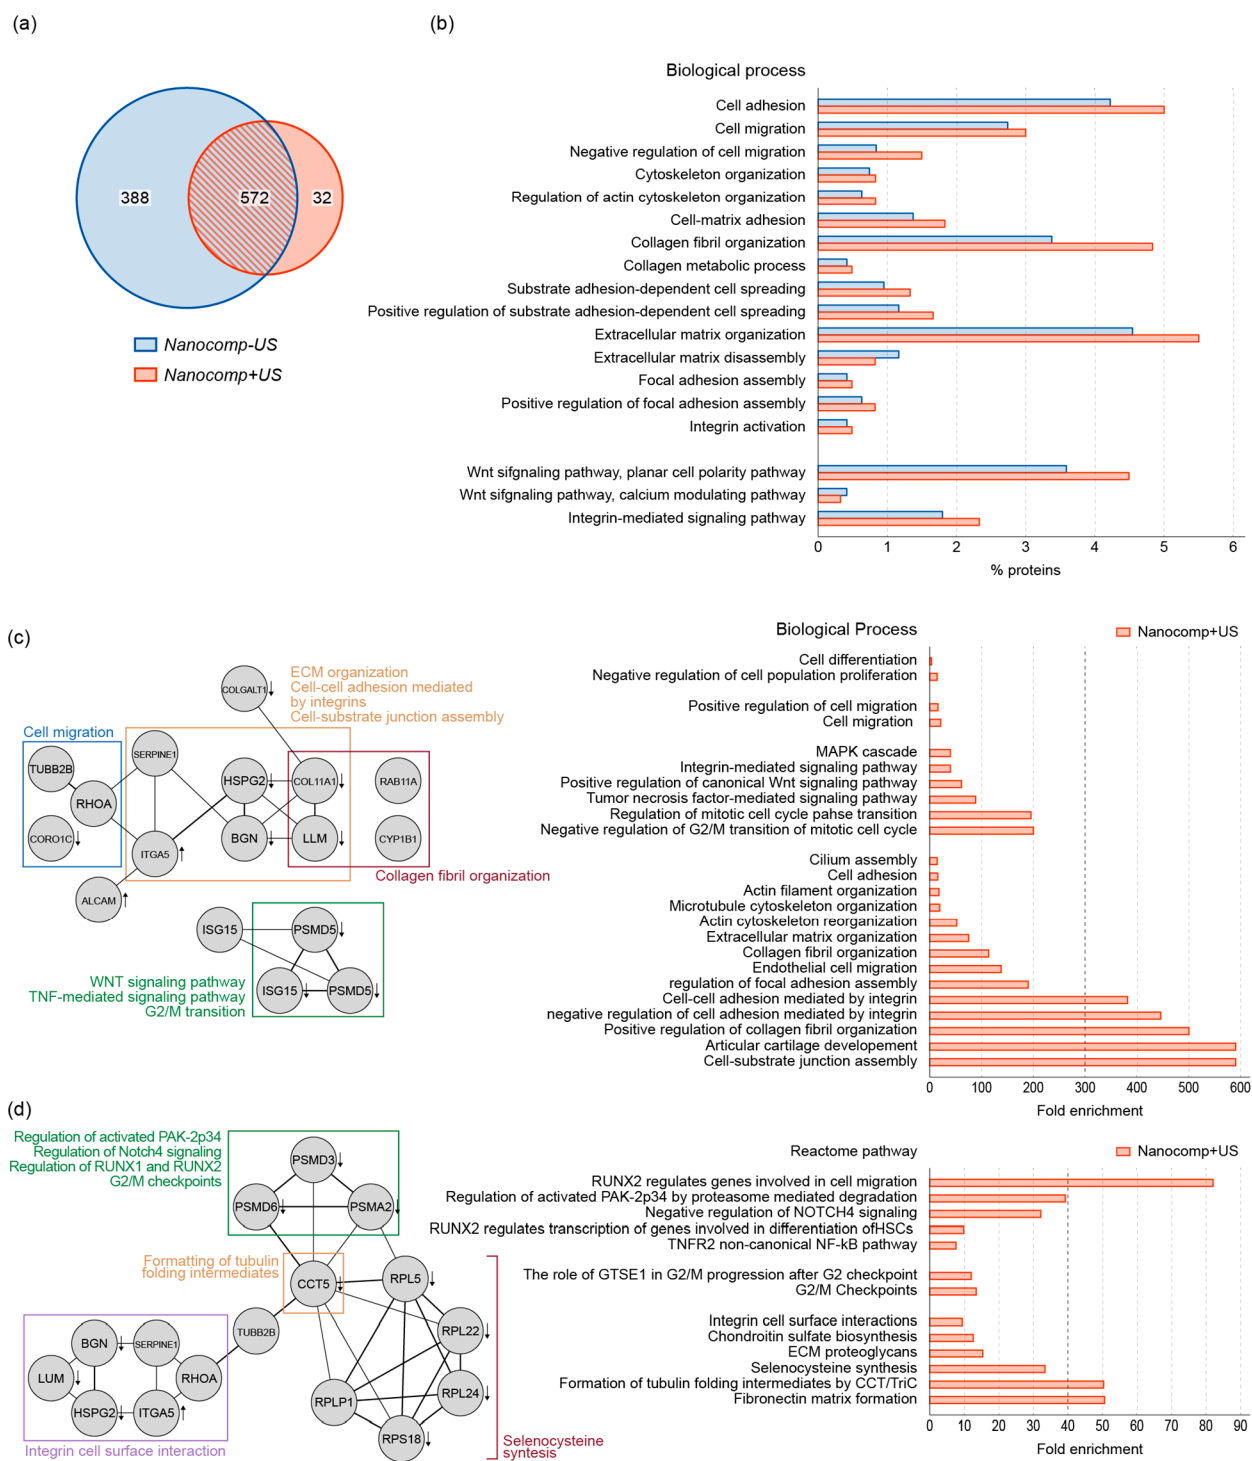 (a)
388
572
32
Nanocomp-US
Nanocomp+US
(b)
Biological process
Cell adhesion
Cell migration
Negative regulation of cell migration
Cytoskeleton organization
Regulation of actin cytoskeleton organization
Cell-matrix adhesion
Collagen fibril organization
Collagen metabolic process
Substrate adhesion-dependent cell spreading
Positive regulation of substrate adhesion-dependent cell spreading
Extracellular matrix organization
Extracellular matrix disassembly
Focal adhesion assembly
Positive regulation of focal adhesion assembly
Integrin activation
Wnt sifgnaling pathway, planar cell polarity pathway
Wnt sifgnaling pathway, calcium modulating pathway
Integrin-mediated signaling pathway
0 1 2 3 4 5 6
% proteins
(c)
COLGALT1 ↓
ECM organization
Cell-cell adhesion mediated
by integrins
Cell-substrate junction assembly
Cell migration
SERPINE1
TUBB2B
HSPG2 ↓
COL11A1 ↓
RAB11A
RHOA
CORO1C ↓
ITGA5 ↑
BGN ↓
LLM ↓
CYP1B1
Collagen fibril organization
ALCAM ↑
ISG15
PSMD5 ↓
WNT signaling pathway
TNF-mediated signaling pathway
G2/M transition
ISG15 ↓
PSMD5 ↓
Biological Process
Nanocomp+US
Cell differentiation
Negative regulation of cell population proliferation
Positive regulation of cell migration
Cell migration
MAPK cascade
Integrin-mediated signaling pathway
Positive regulation of canonical Wnt signaling pathway
Tumor necrosis factor-mediated signaling pathway
Regulation of mitotic cell cycle pahse transition
Negative regulation of G2/M transition of mitotic cell cycle
Cilium assembly
Cell adhesion
Actin filament organization
Microtubule cytoskeleton organization
Actin cytoskeleton reorganization
Extracellular matrix organization
Collagen fibril organization
Endothelial cell migration
regulation of focal adhesion assembly
Cell-cell adhesion mediated by integrin
negative regulation of cell adhesion mediated by integrin
Positive regulation of collagen fibril organization
Articular cartilage developement
Cell-substrate junction assembly
0 100 200 300 400 500 600
Fold enrichment
(d)
Regulation of activated PAK-2p34
Regulation of Notch4 signaling
Regulation of RUNX1 and RUNX2
G2/M checkpoints
PSMD3 ↓
PSMD6 ↓
PSMA2 ↓
Formatting of tubulin
folding intermediates
CCT5 ↓
RPL5 ↓
TUBB2B
RPL22 ↓
BGN ↓
SERPINE1
LUM ↓
RHOA
RPLP1
RPL24 ↓
HSPG2 ↓
ITGA5 ↑
RPS18 ↓
Integrin cell surface interaction
Selenocysteine
syntesis
Reactome pathway
Nanocomp+US
RUNX2 regulates genes involved in cell migration
Regulation of activated PAK-2p34 by proteasome mediated degradation
Negative regulation of NOTCH4 signaling
RUNX2 regulates transcription of genes involved in differentiation ofHSCs
TNFR2 non-canonical NF-kB pathway
The role of GTSE1 in G2/M progression after G2 checkpoint
G2/M Checkpoints
Integrin cell surface interactions
Chondroitin sulfate biosynthesis
ECM proteoglycans
Selenocysteine synthesis
Formation of tubulin folding intermediates by CCT/TriC
Fibronectin matrix formation
0 10 20 30 40 50 60 70 80 90
Fold enrichment